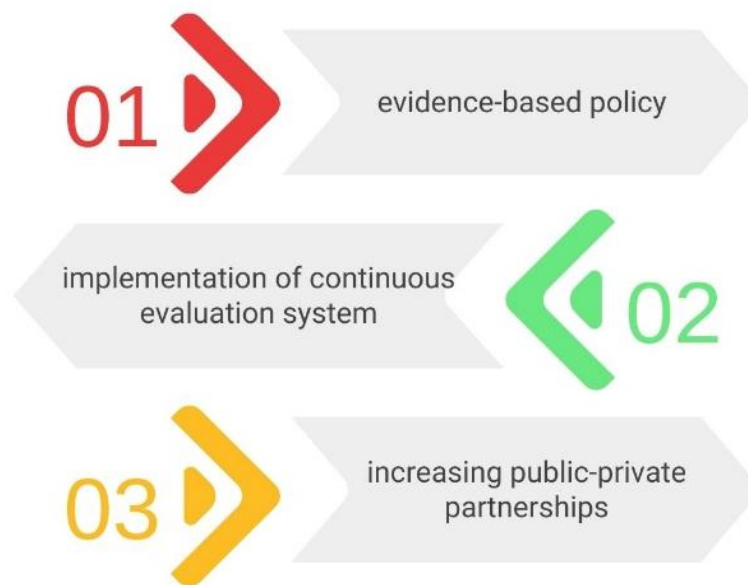 01
evidence-based policy
implementation of continuous
evaluation system
02
03
increasing public-private
partnerships